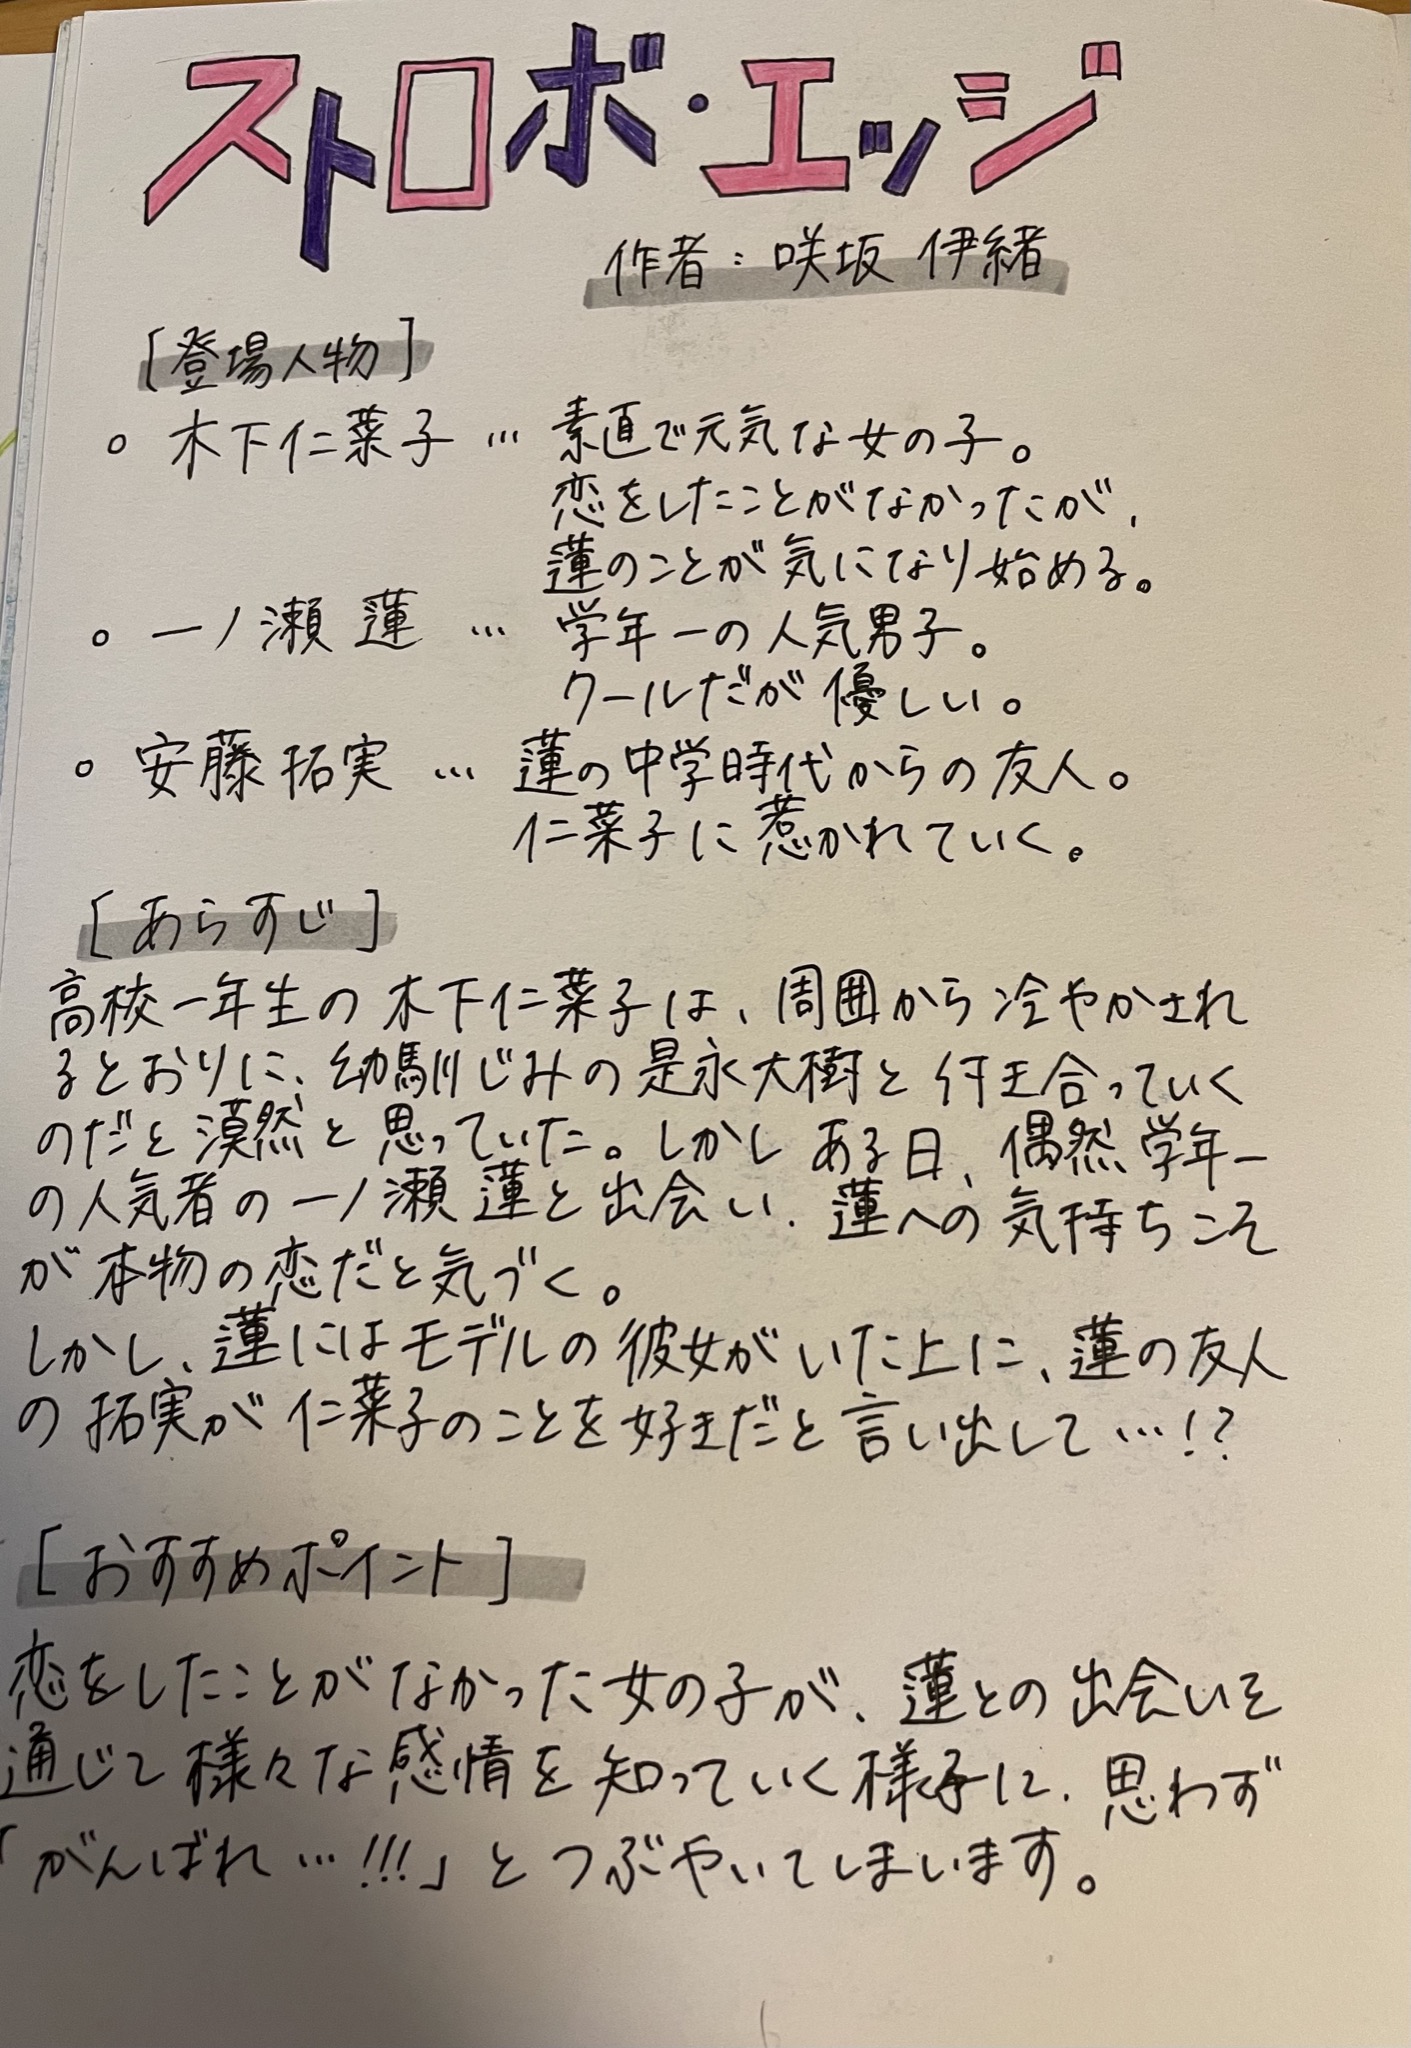 ストロボ・エッジ
作者：咲坂 伊緒
[登場人物]
○ 木下仁菜子 … 素直で元気な女の子。
恋をしたことがなかったが、
蓮のことが気になり始める。
○ 一ノ瀬 蓮 … 学年一の人気男子。
クールだが優しい。
○ 安藤拓実 … 蓮の中学時代からの友人。
仁菜子に惹かれていく。
[あらすじ]
高校一年生の木下仁菜子は、周囲から冷やかされ
るとおりに、幼馴じみの是永大樹と付き合っていく
のだと漠然と思っていた。しかしある日、偶然学年一
の人気者の一ノ瀬 蓮と出会い、蓮への気持ちこそ
が本物の恋だと気づく。
しかし、蓮にはモデルの彼女がいた上に、蓮の友人
の拓実が仁菜子のことを好きだと言い出して…！？
[おすすめポイント]
恋をしたことがなかった女の子が、蓮との出会いを
通じて様々な感情を知っていく様子に、思わず
「がんばれ…!!!」とつぶやいてしまいます。